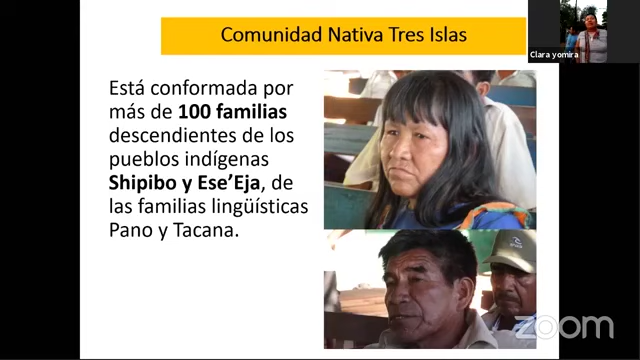 Comunidad Nativa Tres Islas
Clara yomira
Está conformada por
más de 100 familias
descendientes de los
pueblos indígenas
Shipibo y Ese’Eja, de
las familias lingüísticas
Pano y Tacana.
zoom